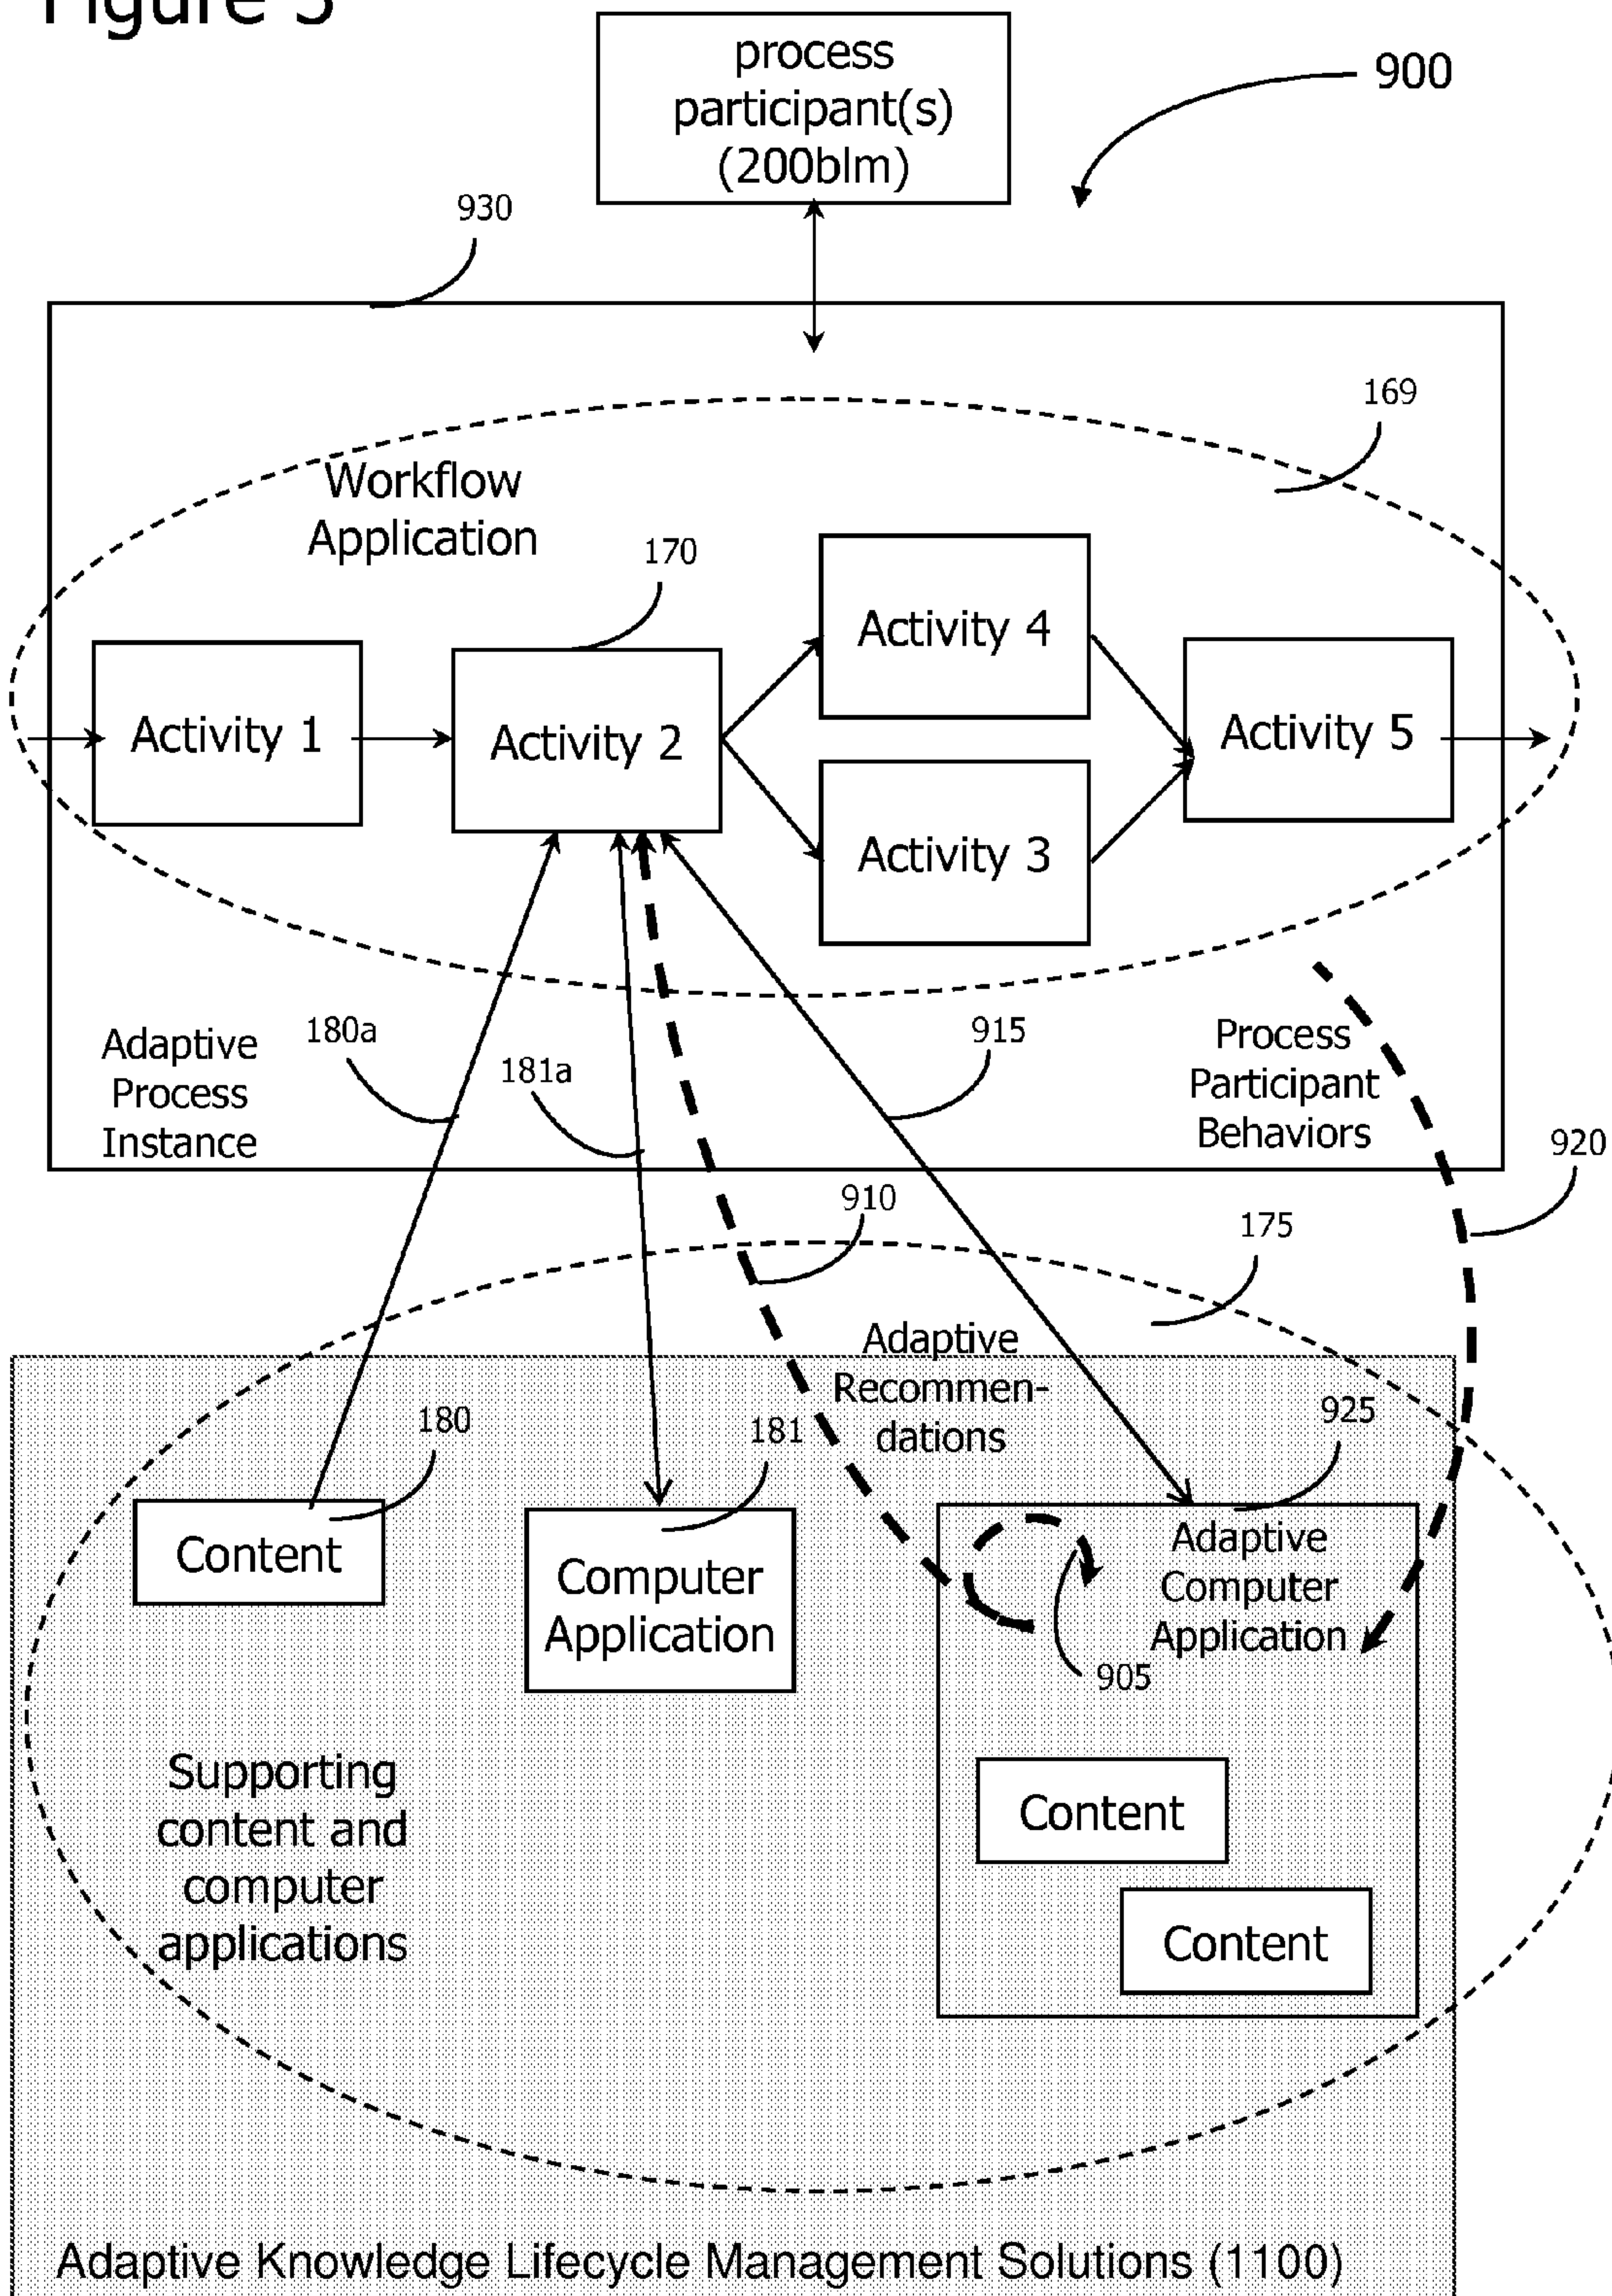 Figure 5
process
participant(s)
(200blm)
900
930
169
Workflow
Application
170
Activity 4
Activity 1
Activity 2
Activity 5
Activity 3
Adaptive
Process
Instance
180a
181a
915
Process
Participant
Behaviors
920
910
175
Adaptive
Recommen-
dations
180
181
925
Content
Computer
Application
Adaptive
Computer
Application
905
Supporting
content and
computer
applications
Content
Content
Adaptive Knowledge Lifecycle Management Solutions (1100)